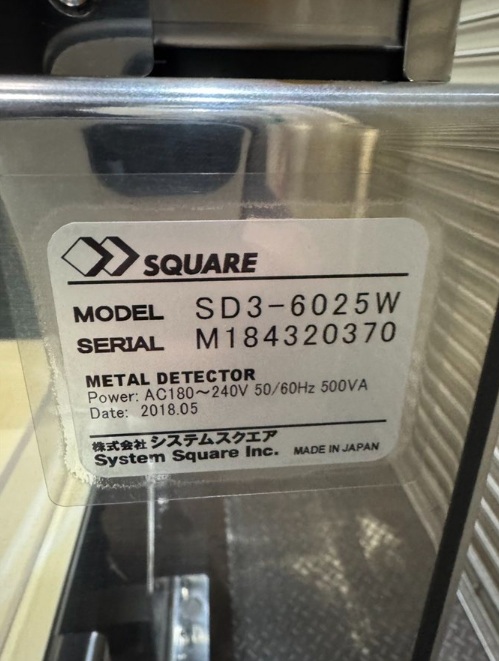 SQUARE
MODEL SD3-6025W
SERIAL M184320370
METAL DETECTOR
Power: AC180～240V 50/60Hz 500VA
Date: 2018.05
株式会社 システムスクエア
System Square Inc. MADE IN JAPAN